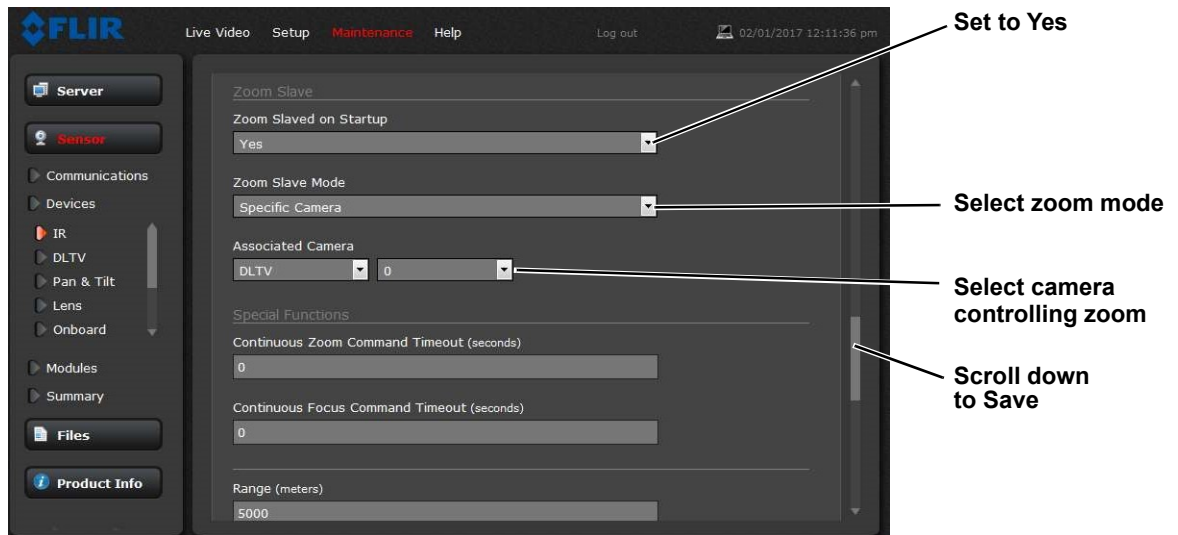 FLIR
Live Video Setup Maintenance Help Log out 02/01/2017 12:11:36 pm
Server
Sensor
Communications
Devices
IR
DLTV
Pan & Tilt
Lens
Onboard
Modules
Summary
Files
Product Info
Zoom Slave
Zoom Slaved on Startup
Yes
Zoom Slave Mode
Specific Camera
Associated Camera
DLTV 0
Special Functions
Continuous Zoom Command Timeout (seconds)
0
Continuous Focus Command Timeout (seconds)
0
Range (meters)
5000
Set to Yes
Select zoom mode
Select camera
controlling zoom
Scroll down
to Save